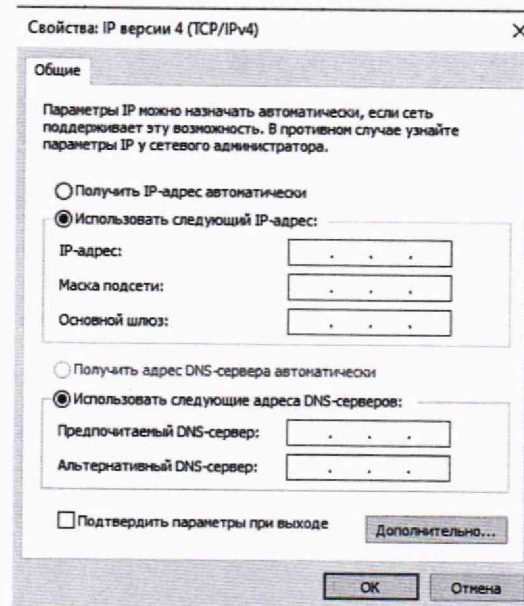 Свойства: IP версии 4 (TCP/IPv4)
Общие
Параметры IP можно назначать автоматически, если сеть
поддерживает эту возможность. В противном случае узнайте
параметры IP у сетевого администратора.
Получить IP-адрес автоматически
Использовать следующий IP-адрес:
IP-адрес:
Маска подсети:
Основной шлюз:
Получить адрес DNS-сервера автоматически
Использовать следующие адреса DNS-серверов:
Предпочитаемый DNS-сервер:
Альтернативный DNS-сервер:
Подтвердить параметры при выходе
Дополнительно...
ОК
Отмена